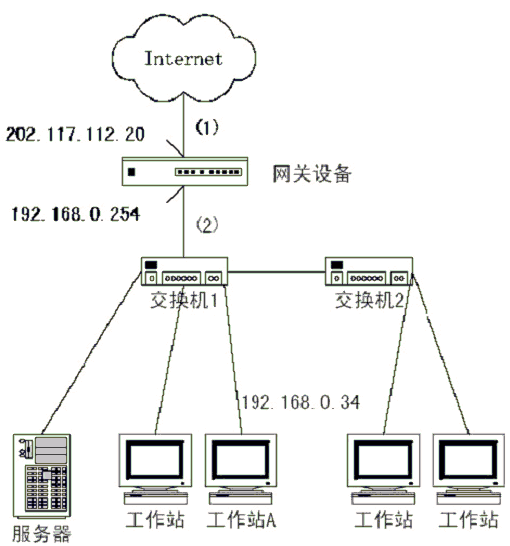 Internet
(1)
202.117.112.20
网关设备
192.168.0.254
(2)
交换机1
交换机2
192.168.0.34
服务器
工作站
工作站A
工作站
工作站